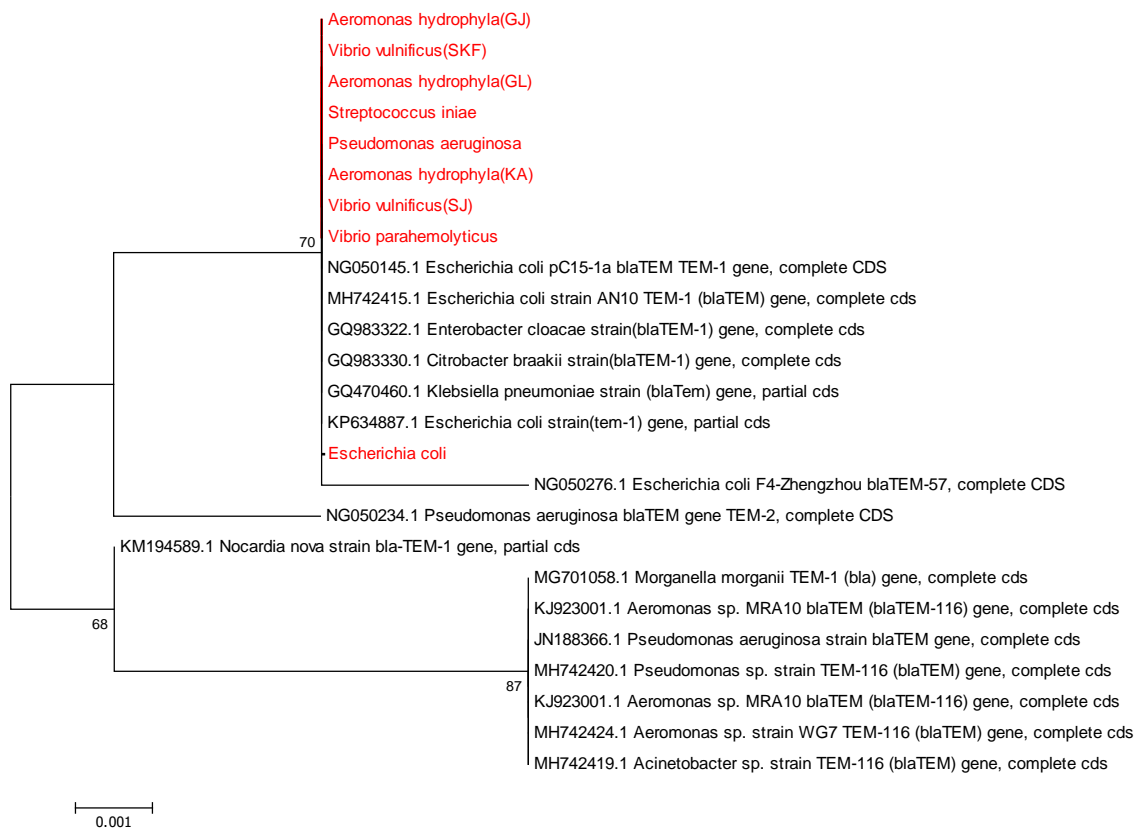 Aeromonas hydrophyla(GJ)
Vibrio vulnificus(SKF)
Aeromonas hydrophyla(GL)
Streptococcus iniae
Pseudomonas aeruginosa
Aeromonas hydrophyla(KA)
Vibrio vulnificus(SJ)
Vibrio parahemolyticus
70
NG050145.1 Escherichia coli pC15-1a blaTEM TEM-1 gene, complete CDS
MH742415.1 Escherichia coli strain AN10 TEM-1 (blaTEM) gene, complete cds
GQ983322.1 Enterobacter cloacae strain(blaTEM-1) gene, complete cds
GQ983330.1 Citrobacter braakii strain(blaTEM-1) gene, complete cds
GQ470460.1 Klebsiella pneumoniae strain (blaTem) gene, partial cds
KP634887.1 Escherichia coli strain(tem-1) gene, partial cds
Escherichia coli
NG050276.1 Escherichia coli F4-Zhengzhou blaTEM-57, complete CDS
NG050234.1 Pseudomonas aeruginosa blaTEM gene TEM-2, complete CDS
KM194589.1 Nocardia nova strain bla-TEM-1 gene, partial cds
MG701058.1 Morganella morganii TEM-1 (bla) gene, complete cds
KJ923001.1 Aeromonas sp. MRA10 blaTEM (blaTEM-116) gene, complete cds
68
JN188366.1 Pseudomonas aeruginosa strain blaTEM gene, complete cds
MH742420.1 Pseudomonas sp. strain TEM-116 (blaTEM) gene, complete cds
87
KJ923001.1 Aeromonas sp. MRA10 blaTEM (blaTEM-116) gene, complete cds
MH742424.1 Aeromonas sp. strain WG7 TEM-116 (blaTEM) gene, complete cds
MH742419.1 Acinetobacter sp. strain TEM-116 (blaTEM) gene, complete cds
0.001